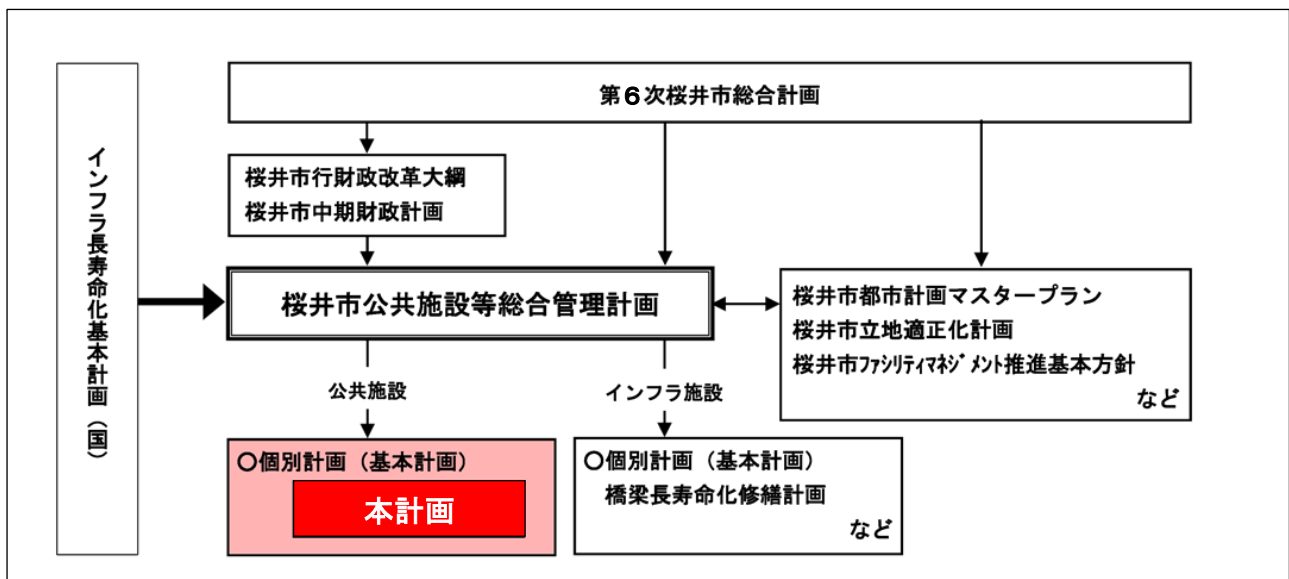 第６次桜井市総合計画
インフラ長寿命化基本計画（国）
桜井市行財政改革大綱
桜井市中期財政計画
桜井市公共施設等総合管理計画
桜井市都市計画マスタープラン
桜井市立地適正化計画
桜井市ﾌｧｼﾘﾃｨﾏﾈｼﾞﾒﾝﾄ推進基本方針
など
公共施設
インフラ施設
〇個別計画（基本計画）
本計画
〇個別計画（基本計画）
橋梁長寿命化修繕計画
など